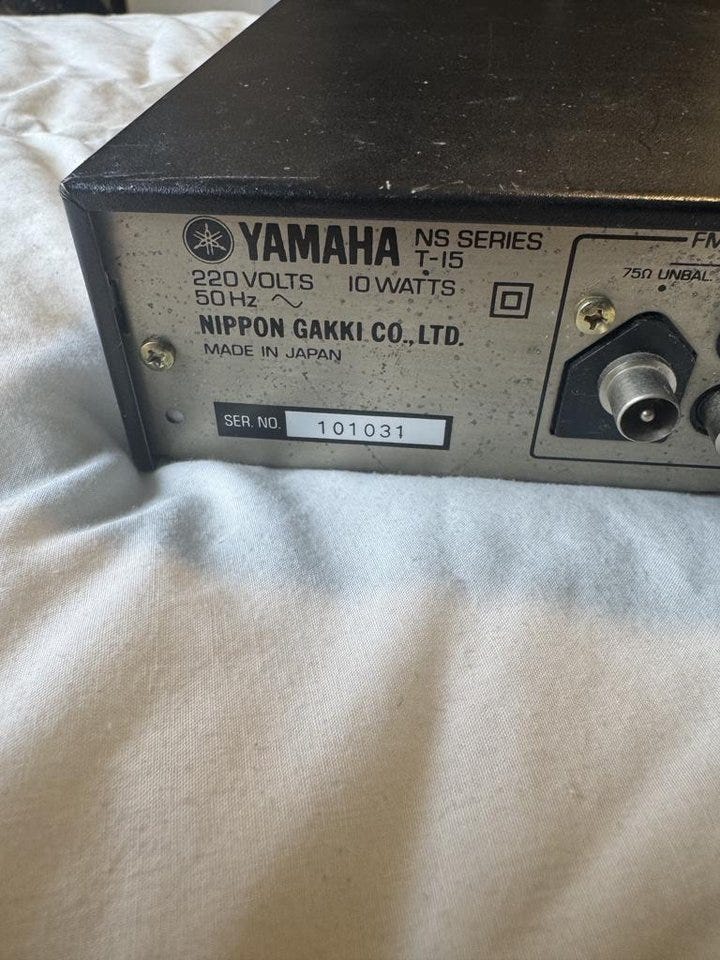 YAMAHA NS SERIES
T-15
220 VOLTS 10 WATTS
50 Hz ~
NIPPON GAKKI CO., LTD.
MADE IN JAPAN
SER. NO. 101031
FM
75Ω UNBAL.